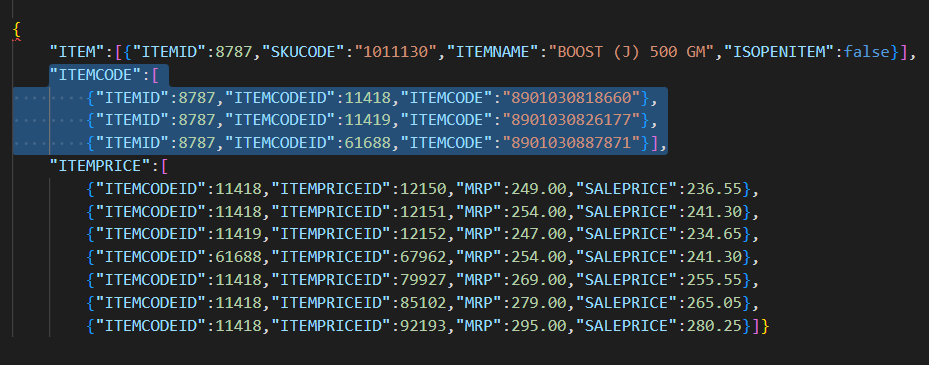 {
"ITEM":[{"ITEMID":8787,"SKUCODE":"1011130","ITEMNAME":"BOOST (J) 500 GM","ISOPENITEM":false}],
"ITEMCODE":[
{"ITEMID":8787,"ITEMCODEID":11418,"ITEMCODE":"8901030818660"},
{"ITEMID":8787,"ITEMCODEID":11419,"ITEMCODE":"8901030826177"},
{"ITEMID":8787,"ITEMCODEID":61688,"ITEMCODE":"8901030887871"}],
"ITEMPRICE":[
{"ITEMCODEID":11418,"ITEMPRICEID":12150,"MRP":249.00,"SALEPRICE":236.55},
{"ITEMCODEID":11418,"ITEMPRICEID":12151,"MRP":254.00,"SALEPRICE":241.30},
{"ITEMCODEID":11419,"ITEMPRICEID":12152,"MRP":247.00,"SALEPRICE":234.65},
{"ITEMCODEID":61688,"ITEMPRICEID":67962,"MRP":254.00,"SALEPRICE":241.30},
{"ITEMCODEID":11418,"ITEMPRICEID":79927,"MRP":269.00,"SALEPRICE":255.55},
{"ITEMCODEID":11418,"ITEMPRICEID":85102,"MRP":279.00,"SALEPRICE":265.05},
{"ITEMCODEID":11418,"ITEMPRICEID":92193,"MRP":295.00,"SALEPRICE":280.25}]}